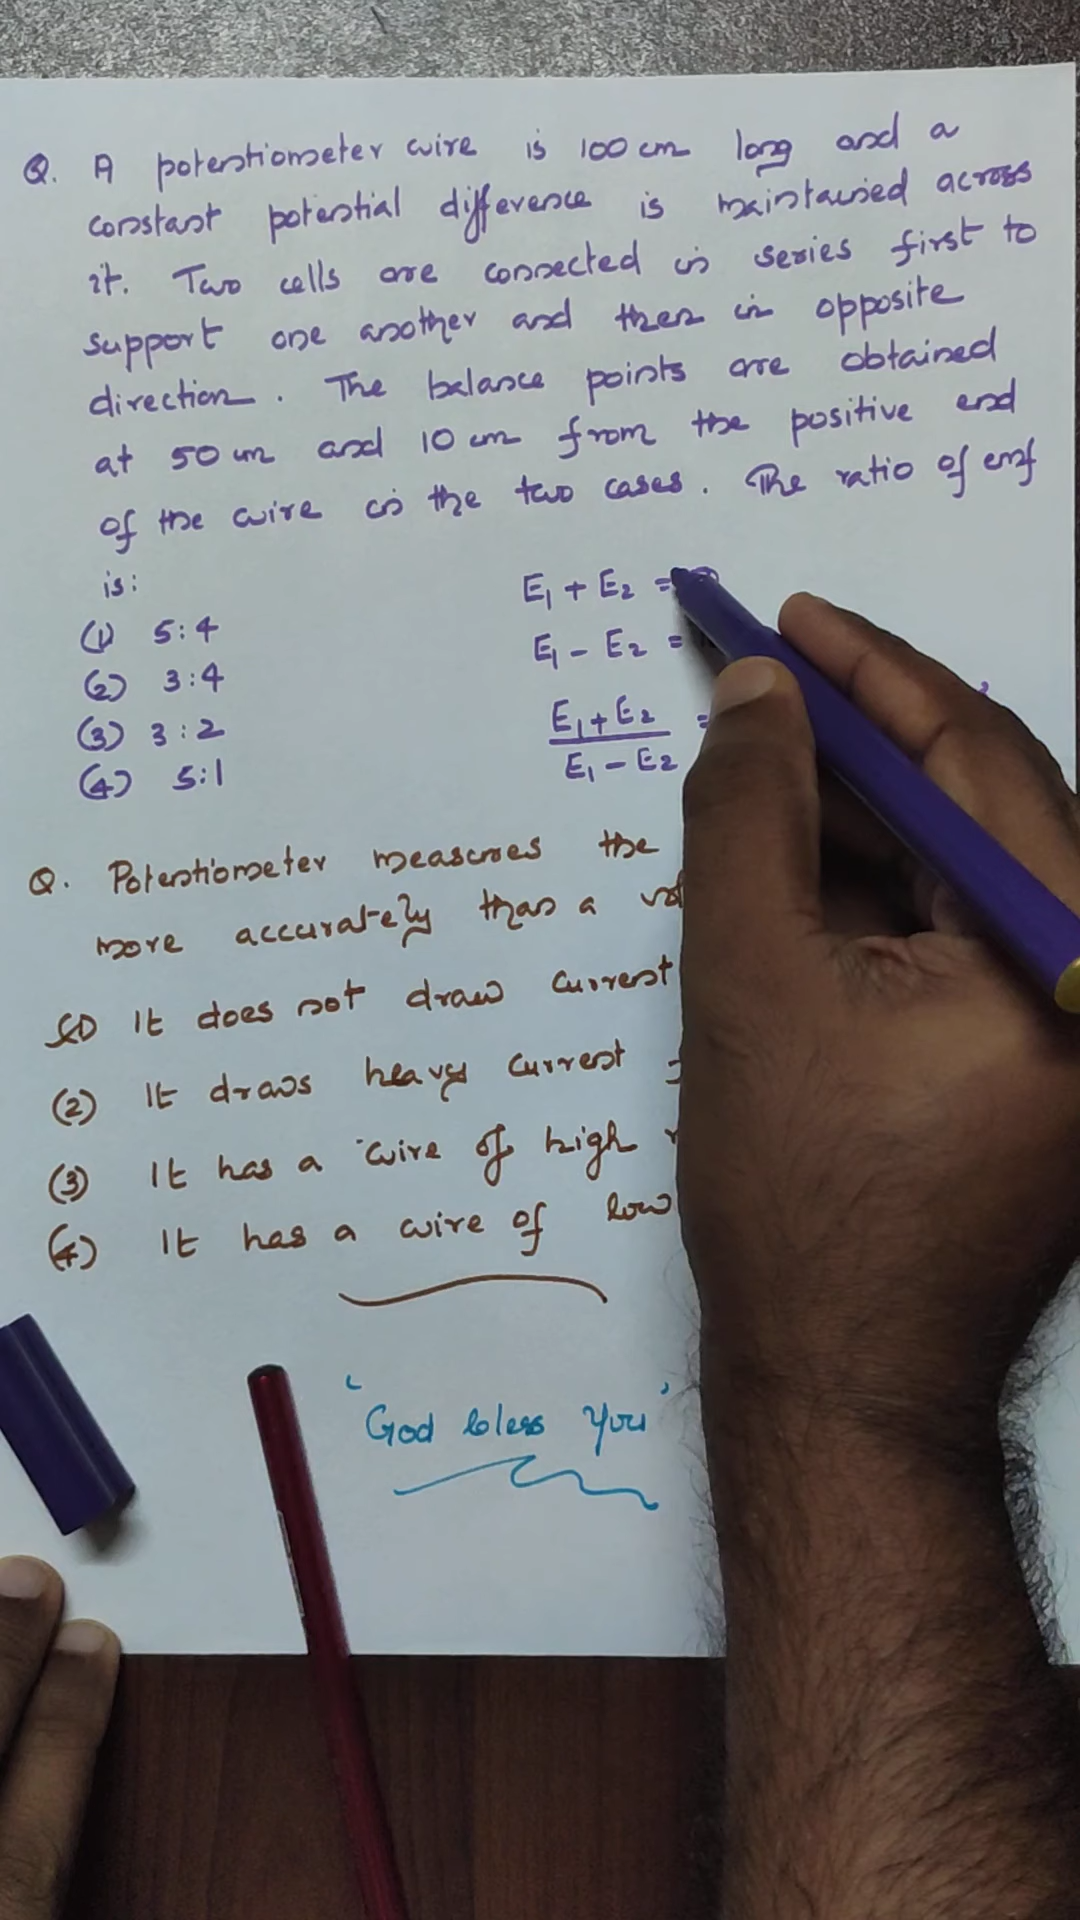 Q. A potentiometer wire is 100 cm long and a
constant potential difference is maintained across
it. Two cells are connected in series first to
support one another and then in opposite
direction. The balance points are obtained
at 50 cm and 10 cm from the positive end
of the wire in the two cases. The ratio of emf
is:
(1) 5:4
(2) 3:4
(3) 3:2
(4) 5:1
E₁ + E₂ =
E₁ - E₂ =
E₁+E₂ =
E₁ - E₂
Q. Potentiometer measures the
more accurately than a
It does not draw current
(2) It draws heavy current
(3) It has a wire of high
(4) It has a wire of low
'God bless you'